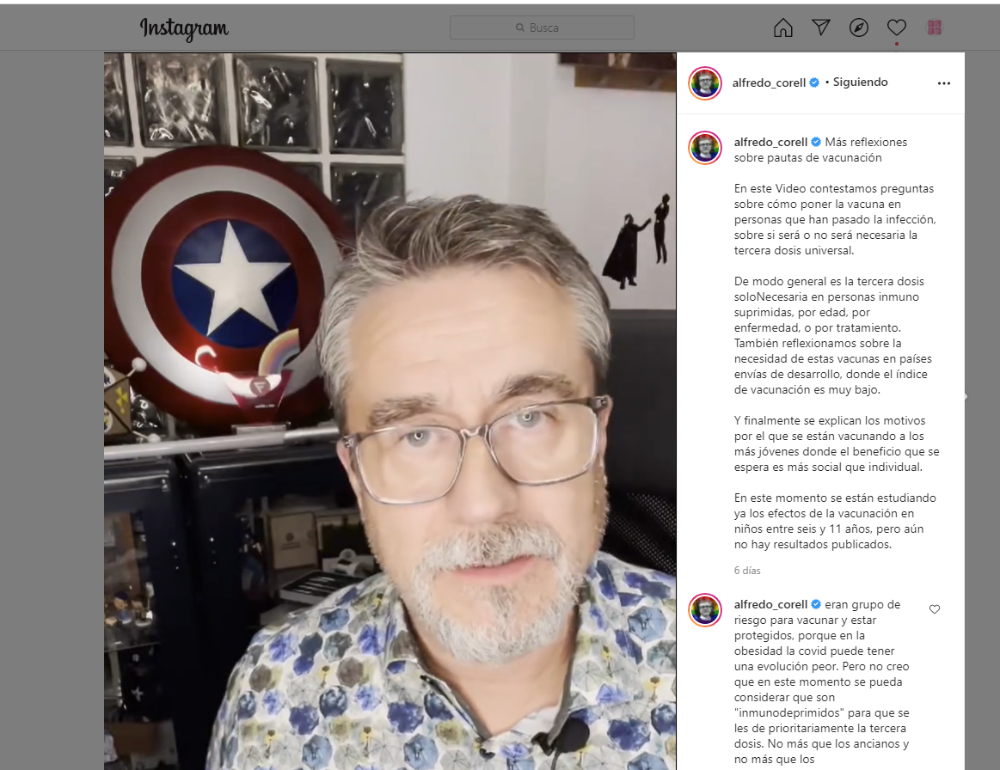 Instagram
Busca
alfredo_corell • Siguiendo
alfredo_corell Más reflexiones
sobre pautas de vacunación
En este Video contestamos preguntas
sobre cómo poner la vacuna en
personas que han pasado la infección,
sobre si será o no será necesaria la
tercera dosis universal.
De modo general es la tercera dosis
soloNecesaria en personas inmuno
suprimidas, por edad, por
enfermedad, o por tratamiento.
También reflexionamos sobre la
necesidad de estas vacunas en países
envías de desarrollo, donde el índice
de vacunación es muy bajo.
Y finalmente se explican los motivos
por el que se están vacunando a los
más jóvenes donde el beneficio que se
espera es más social que individual.
En este momento se están estudiando
ya los efectos de la vacunación en
niños entre seis y 11 años, pero aún
no hay resultados publicados.
6 días
alfredo_corell eran grupo de
riesgo para vacunar y estar
protegidos, porque en la
obesidad la covid puede tener
una evolución peor. Pero no creo
que en este momento se pueda
considerar que son
"inmunodeprimidos" para que se
les de prioritariamente la tercera
dosis. No más que los ancianos y
no más que los